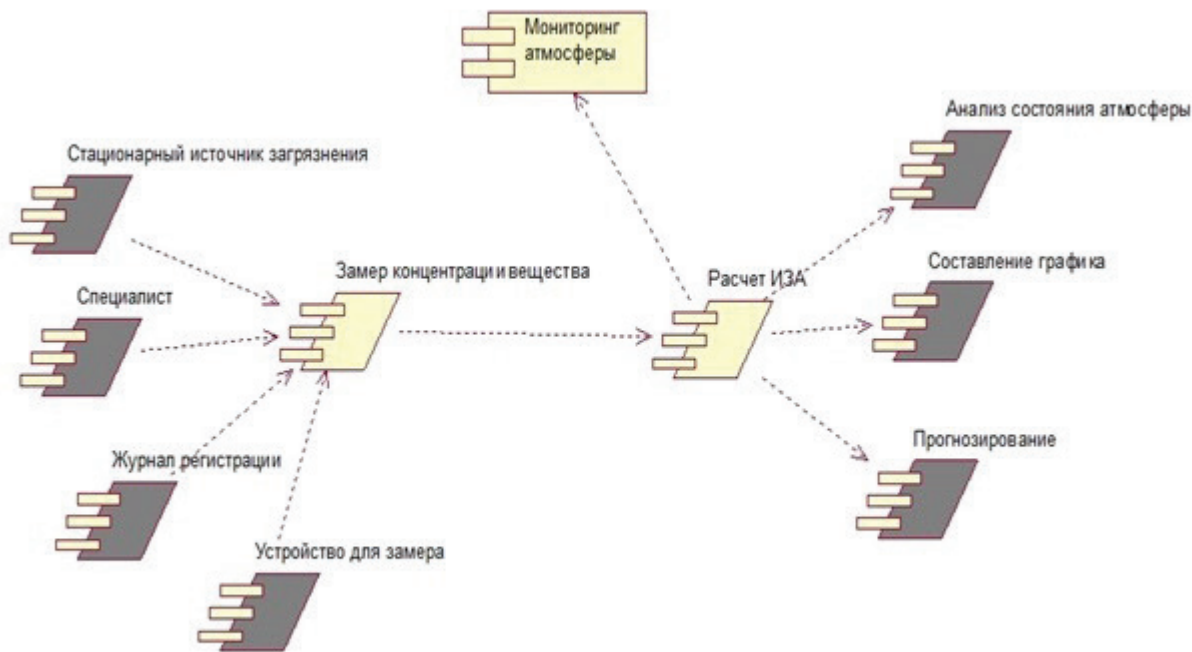 Мониторинг
атмосферы
Анализ состояния атмосферы
Стационарный источник загрязнения
Замер концентрации вещества
Расчет ИЗА
Составление графика
Специалист
Прогнозирование
Журнал регистрации
Устройство для замера